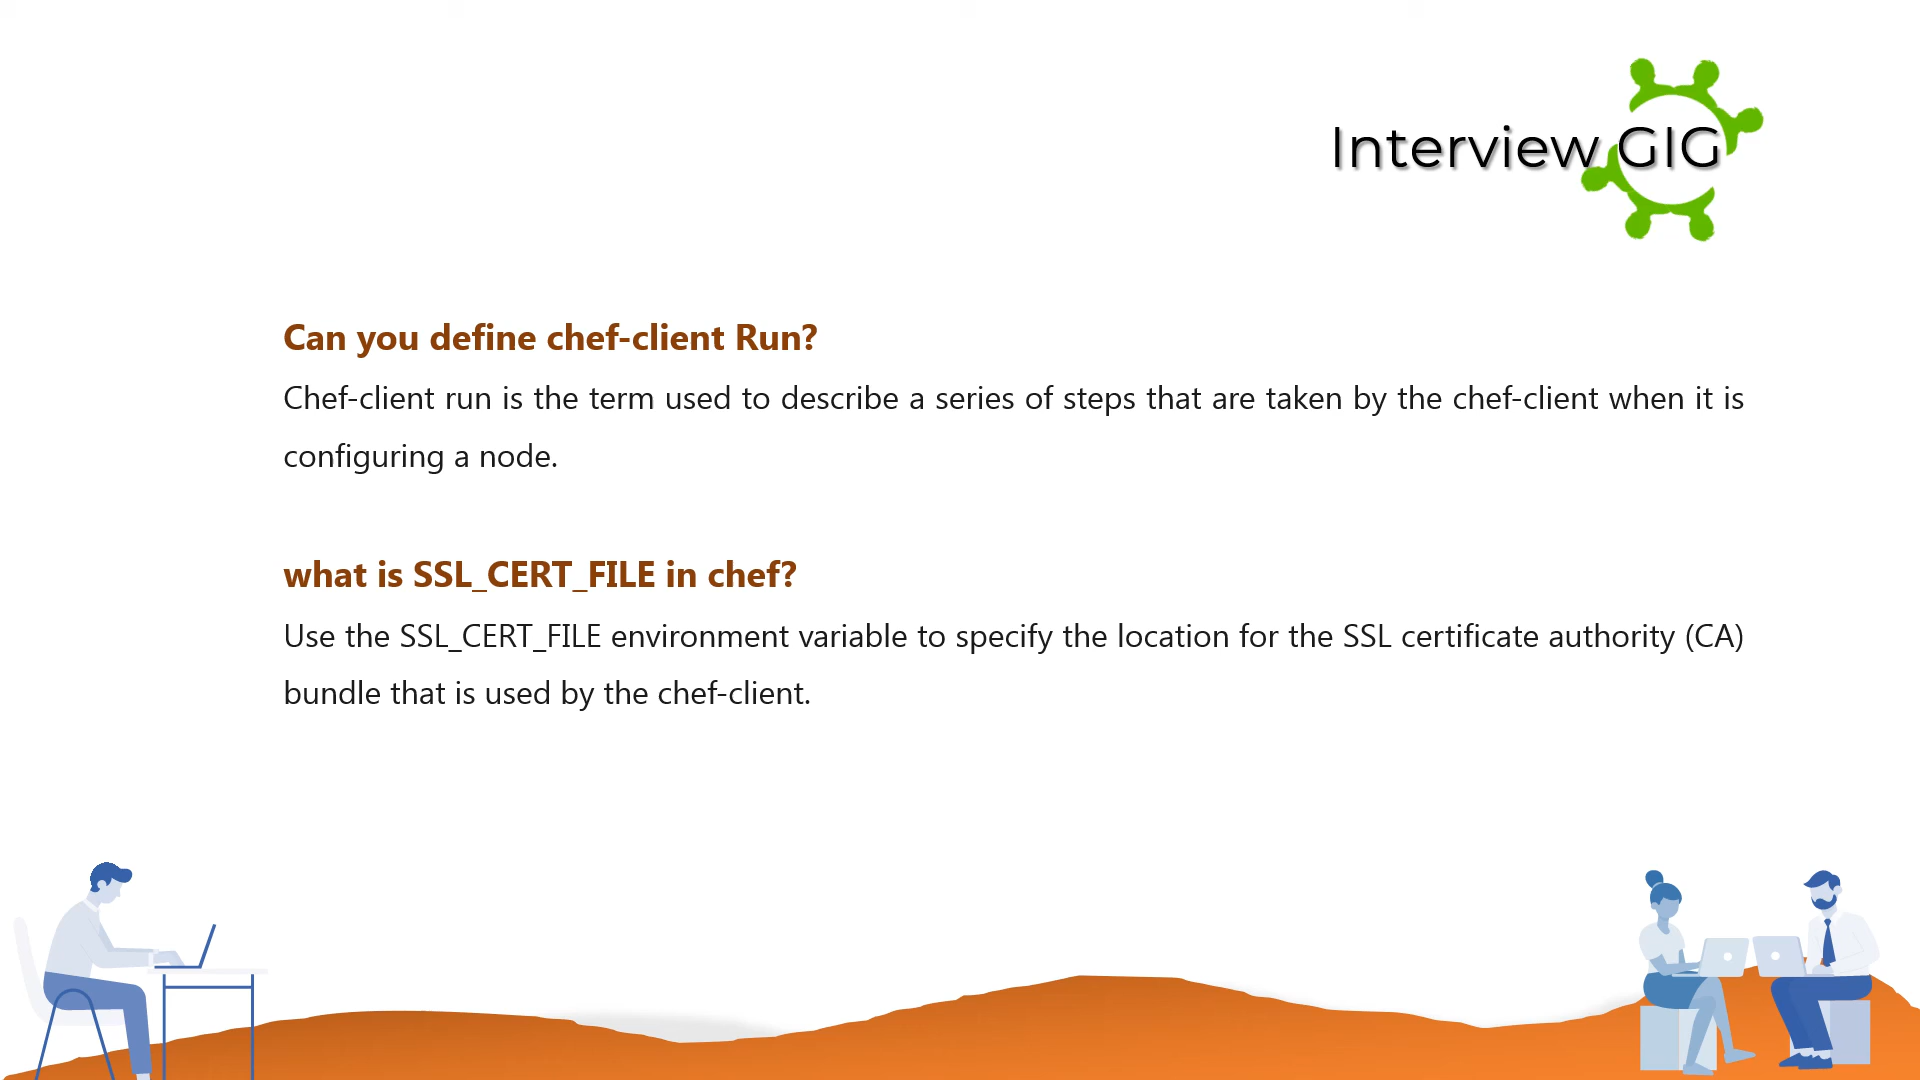 Interview GIG
Can you define chef-client Run?
Chef-client run is the term used to describe a series of steps that are taken by the chef-client when it is
configuring a node.
what is SSL_CERT_FILE in chef?
Use the SSL_CERT_FILE environment variable to specify the location for the SSL certificate authority (CA)
bundle that is used by the chef-client.